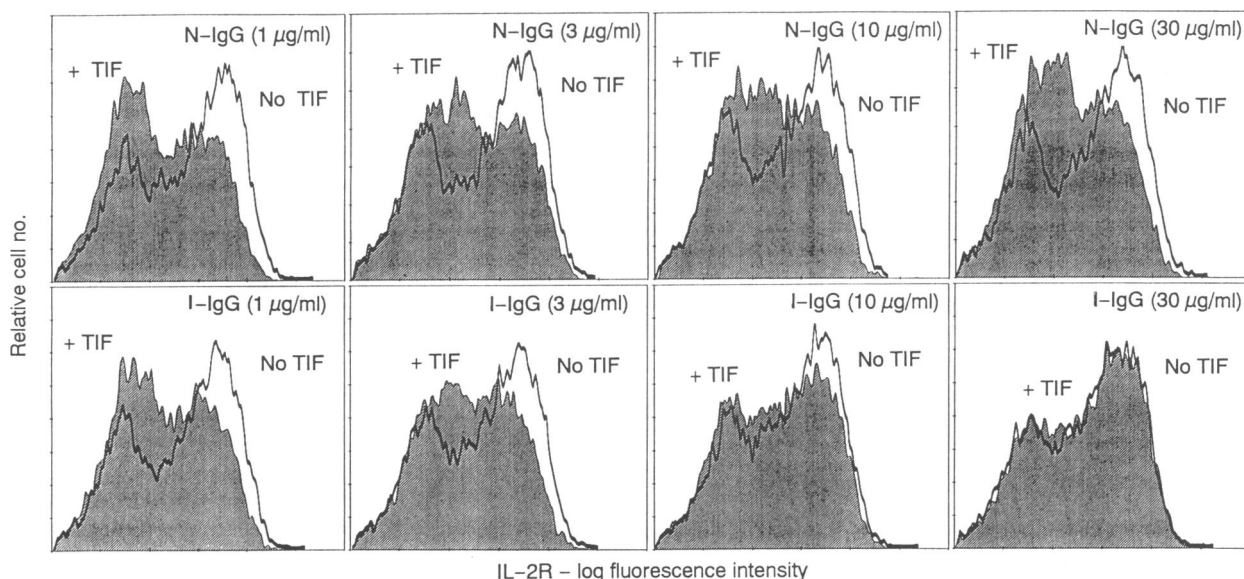 N–IgG (1 µg/ml)
+ TIF
No TIF
N–IgG (3 µg/ml)
+ TIF
No TIF
N–IgG (10 µg/ml)
+ TIF
No TIF
N–IgG (30 µg/ml)
+ TIF
No TIF
Relative cell no.
I–IgG (1 µg/ml)
+ TIF
No TIF
I–IgG (3 µg/ml)
+ TIF
No TIF
I–IgG (10 µg/ml)
+ TIF
No TIF
I–IgG (30 µg/ml)
+ TIF
No TIF
IL–2R – log fluorescence intensity